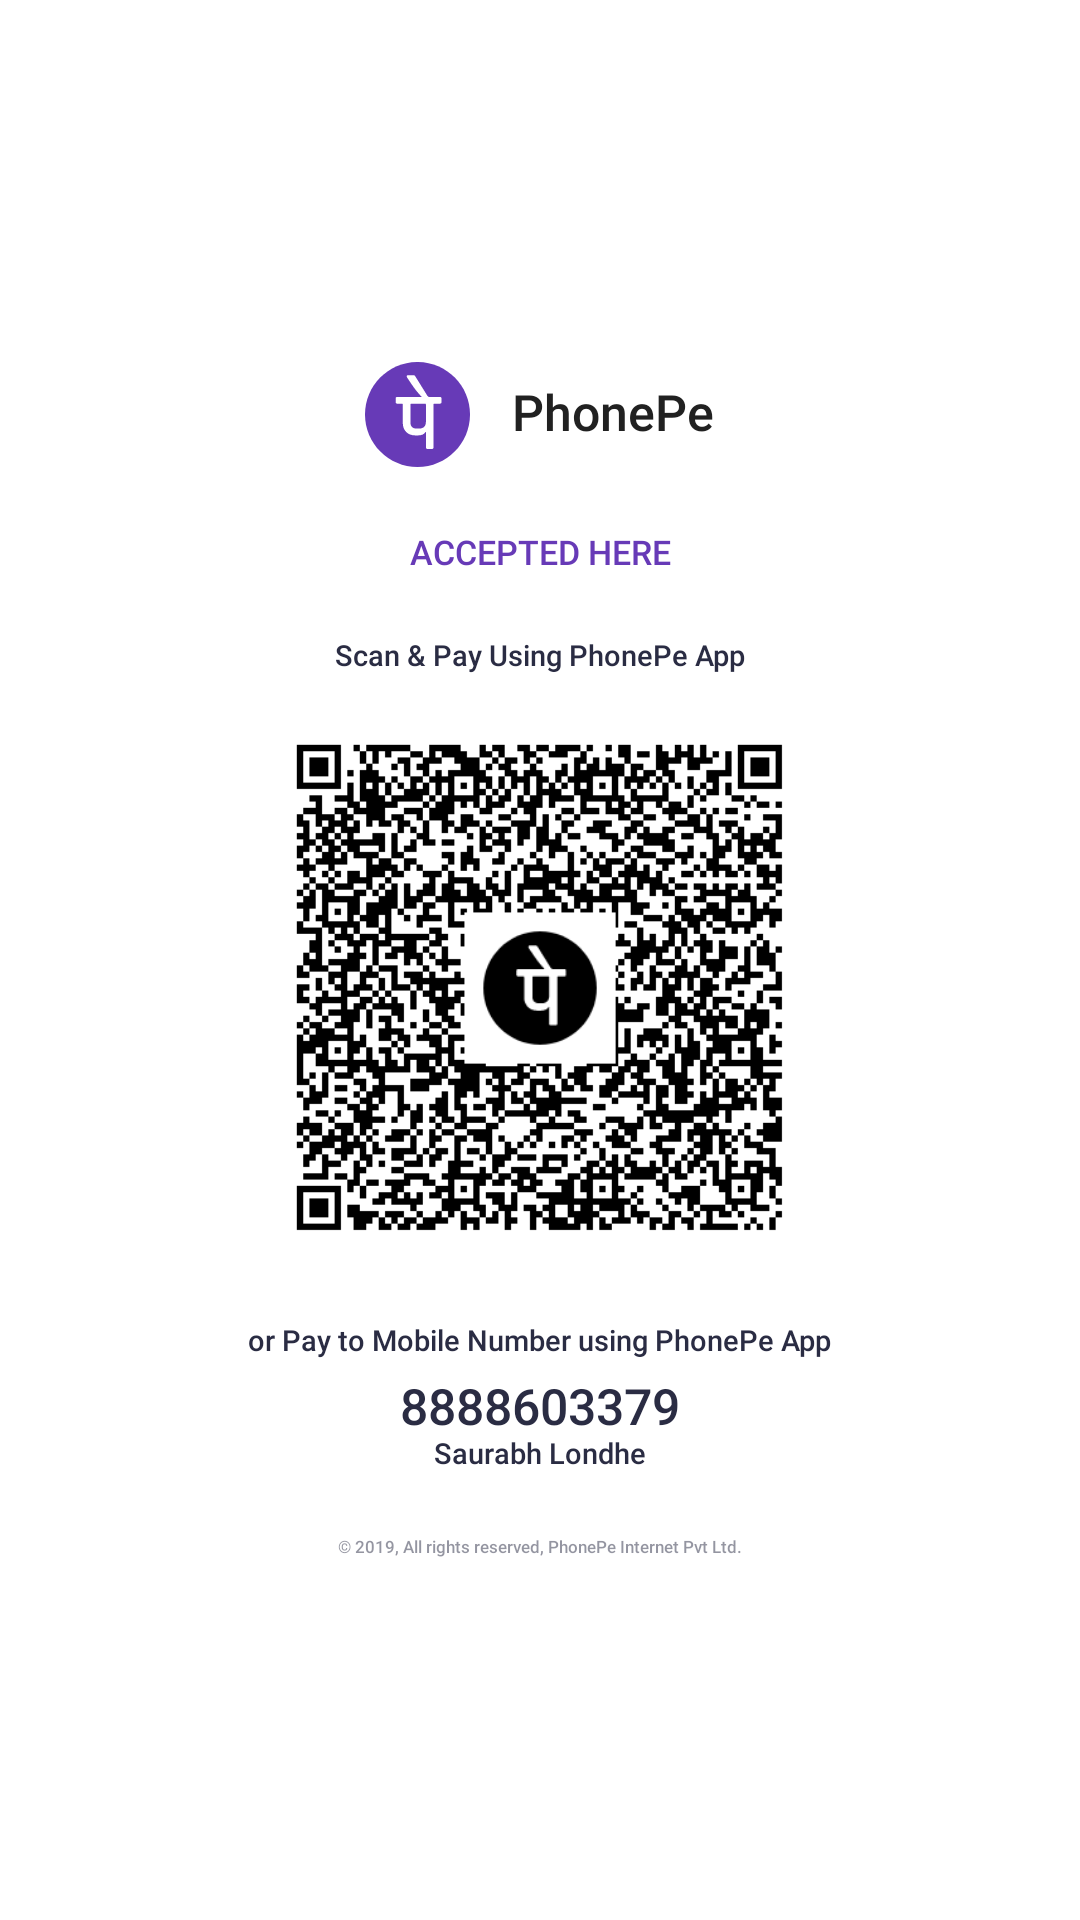 पे PhonePe
ACCEPTED HERE
Scan & Pay Using PhonePe App
पे
or Pay to Mobile Number using PhonePe App
8888603379
Saurabh Londhe
© 2019, All rights reserved, PhonePe Internet Pvt Ltd.